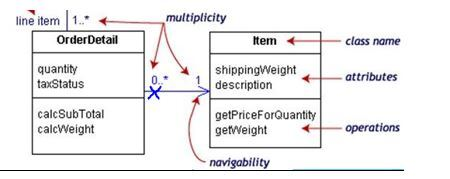 multiplicity
line item 1..*
OrderDetail
quantity
taxStatus
calcSubTotal
calcWeight
0..* 1
Item
shippingWeight
description
getPriceForQuantity
getWeight
class name
attributes
operations
navigability